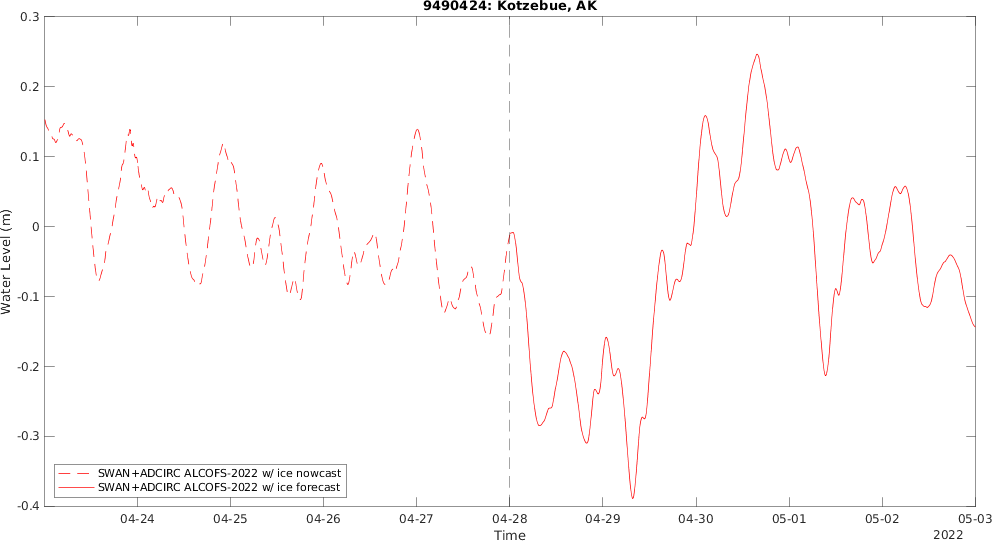 9490424: Kotzebue, AK
0.3
0.2
0.1
0
-0.1
-0.2
-0.3
-0.4
Water Level (m)
SWAN+ADCIRC ALCOFS-2022 w/ ice nowcast
SWAN+ADCIRC ALCOFS-2022 w/ ice forecast
04-24 04-25 04-26 04-27 04-28 04-29 04-30 05-01 05-02 05-03
Time
2022